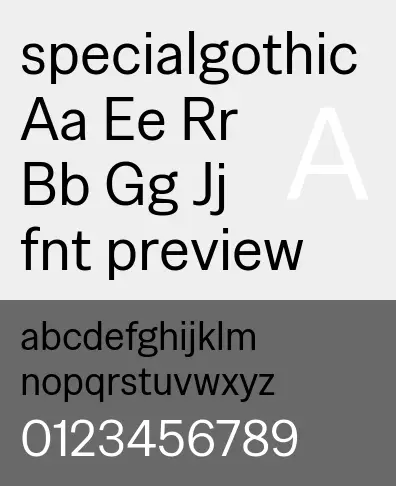 specialgothic
Aa Ee Rr
A
Bb Gg Jj
fnt preview
abcdefghijklm
nopqrstuvwxyz
0123456789